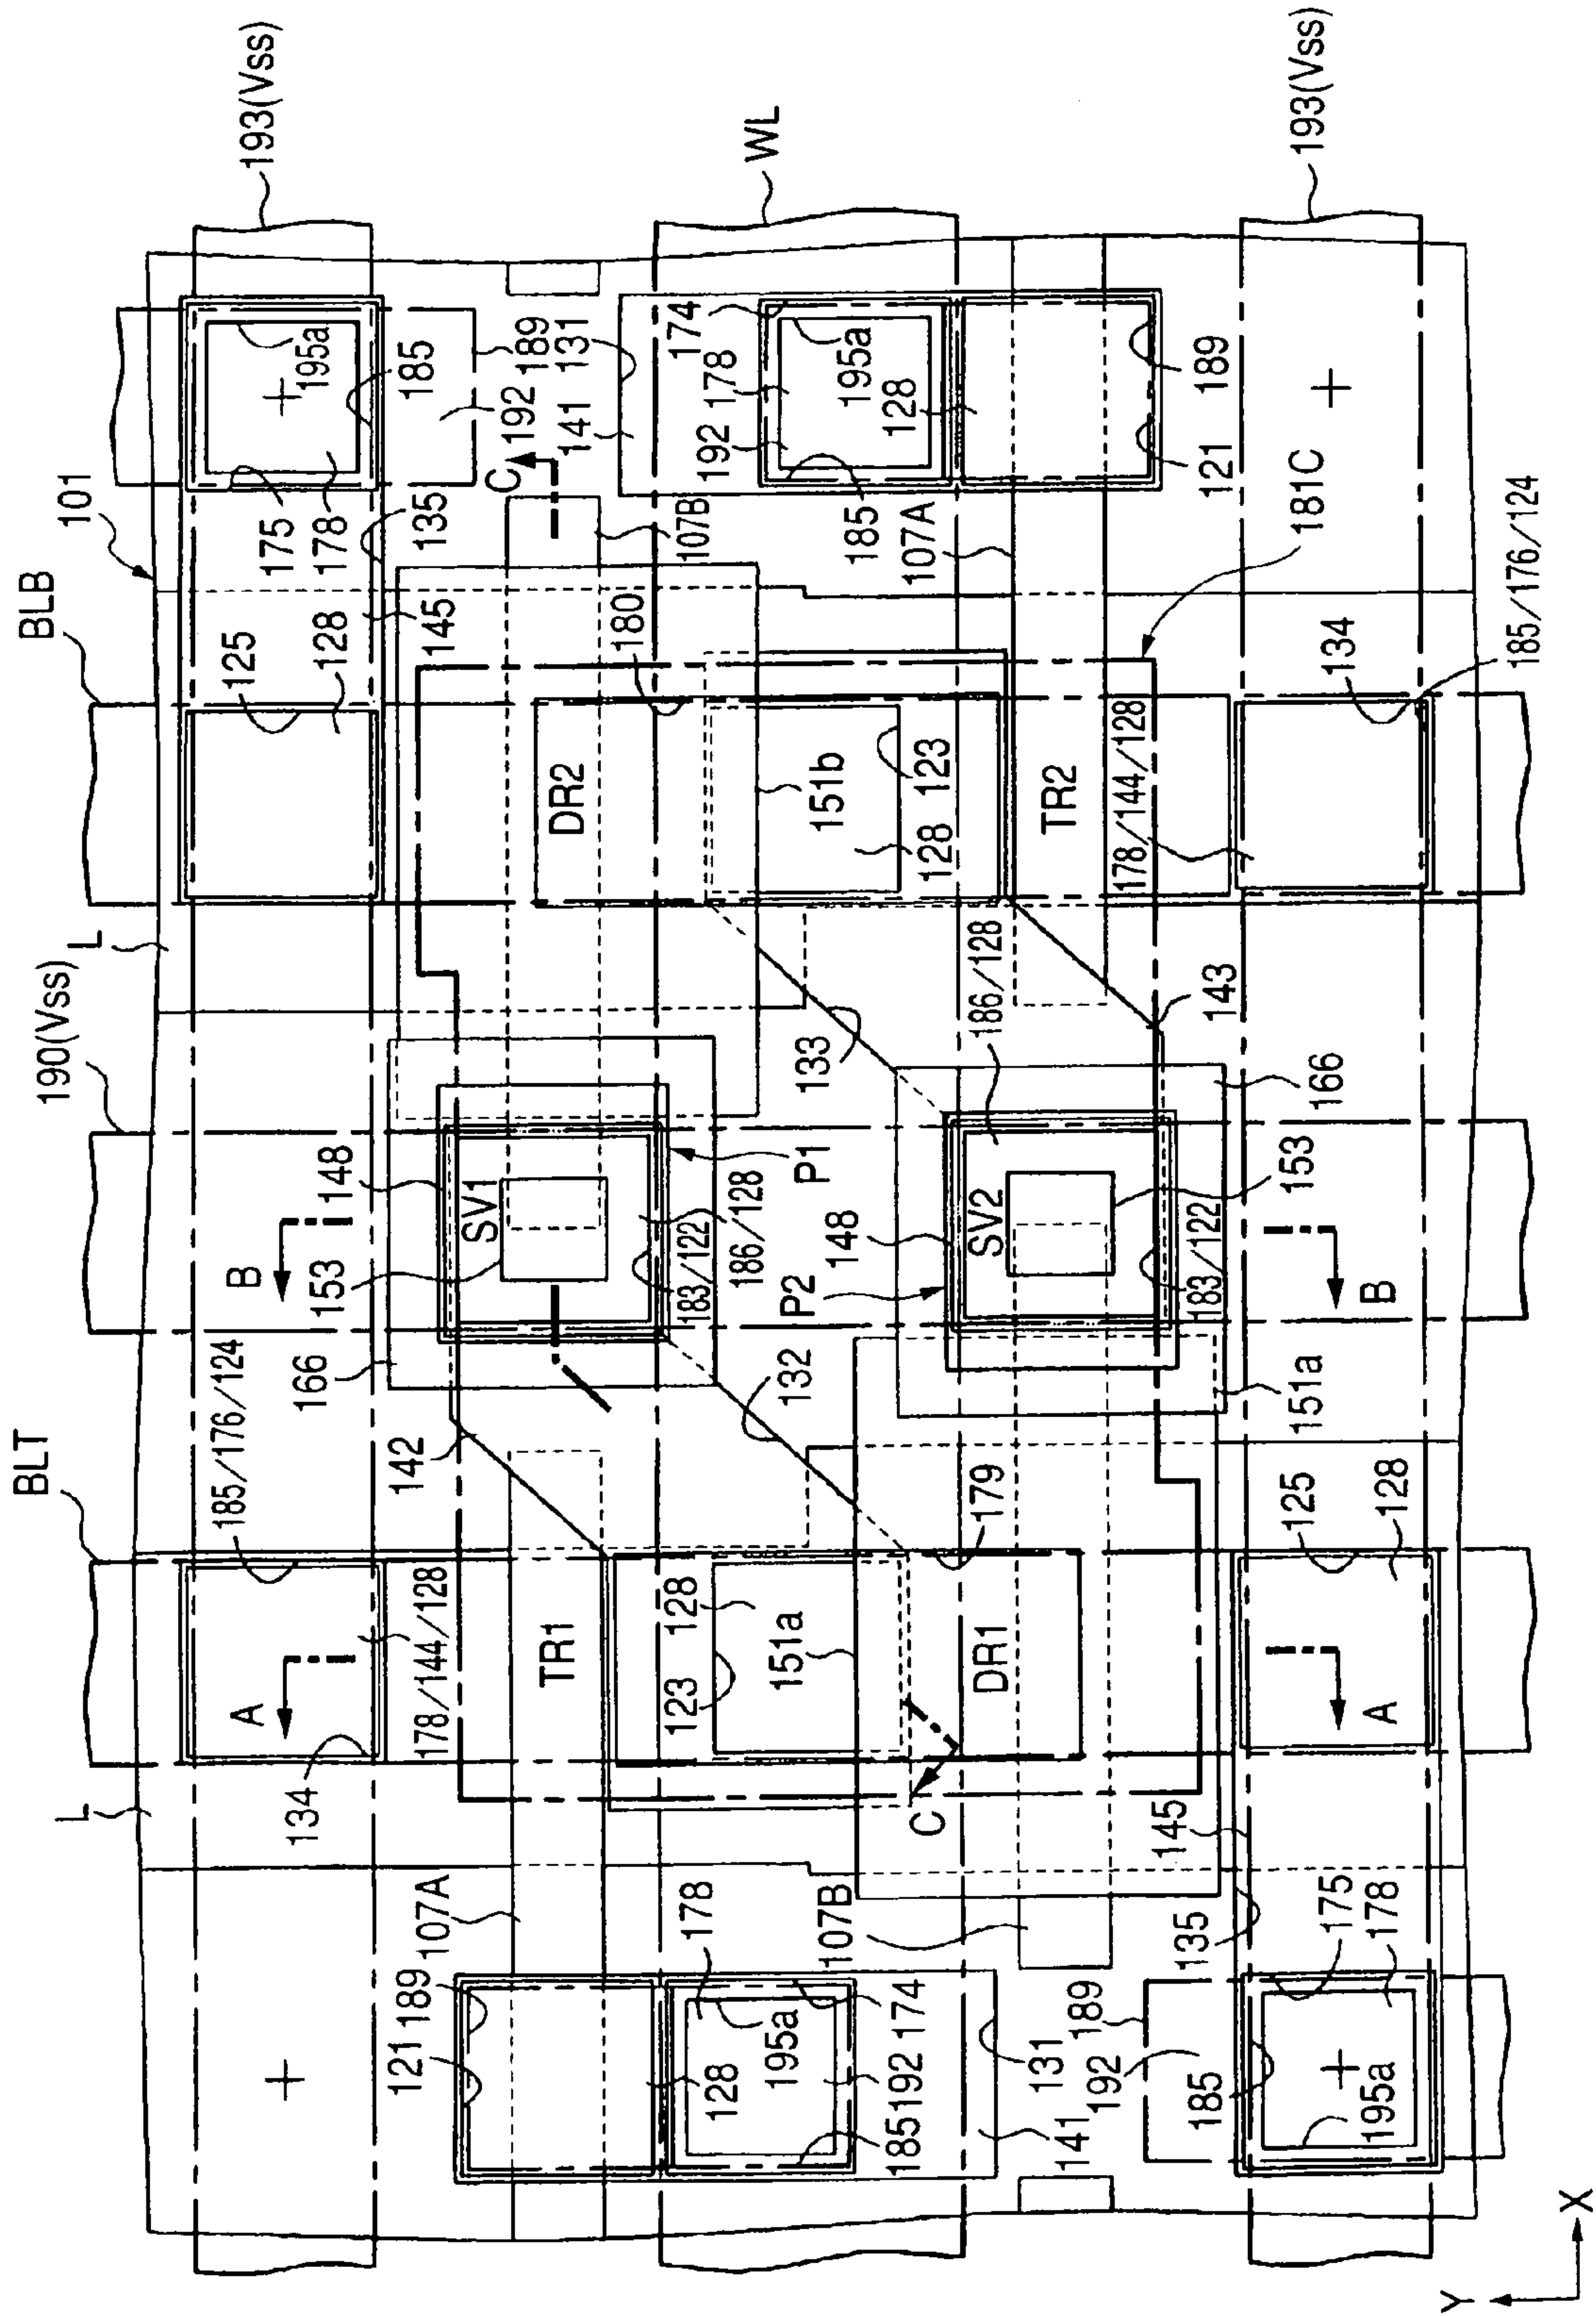 BLT
BLB
190(Vss)
L
L
101
A
B
185/176/124
125
193(Vss)
175
134
166
153
148
128
178
195a
121
189
107A
178/144/128
142
145
135
185
SV1
C
192
189
TR1
DR2
141
131
180
178
123
128
183/122
107B
174
128
186/128
192
178
WL
195a
151a
132
P2
P1
133
151b
107B
148
185
195a
185
192
174
C
128
123
107A
128
DR1
179
SV2
186/128
131
141
TR2
189
192
178/144/128
145
135
185
183/122
153
143
121
189
125
151a
166
181C
134
193(Vss)
175
195a
178
A
128
B
Y
185/176/124
X